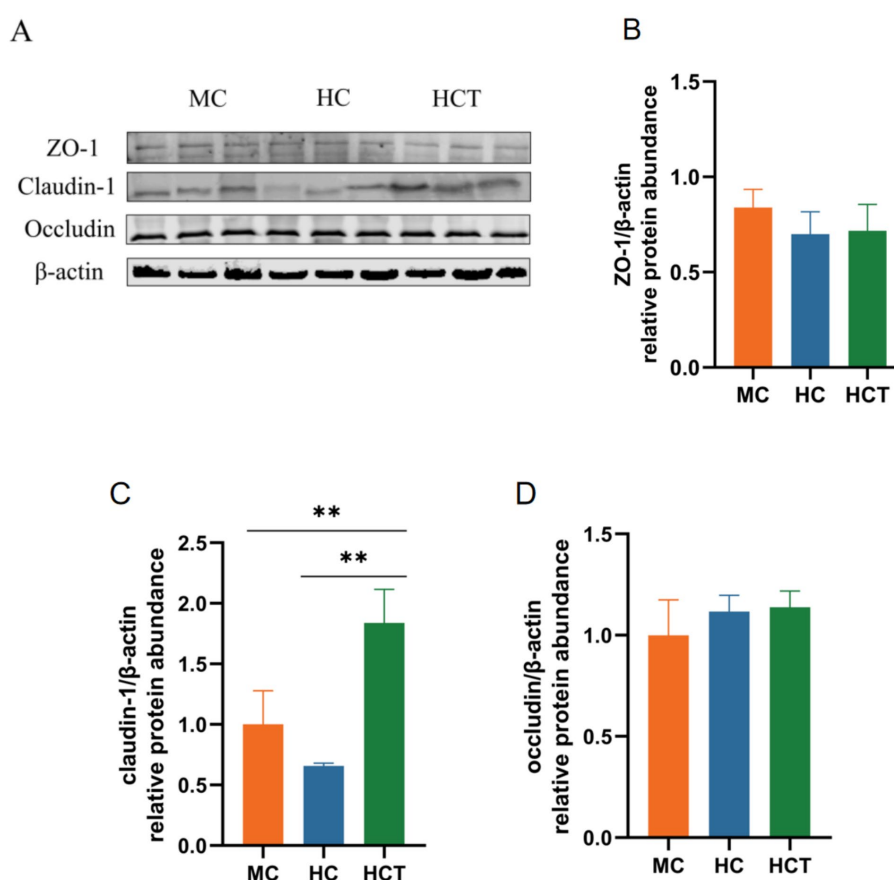 A
MC HC HCT
ZO-1
Claudin-1
Occludin
β-actin
B
ZO-1/β-actin
relative protein abundance
1.5
1.0
0.5
0.0
MC HC HCT
C
claudin-1/β-actin
relative protein abundance
2.5
2.0
1.5
1.0
0.5
0.0
**
**
MC HC HCT
D
occludin/β-actin
relative protein abundance
1.5
1.0
0.5
0.0
MC HC HCT